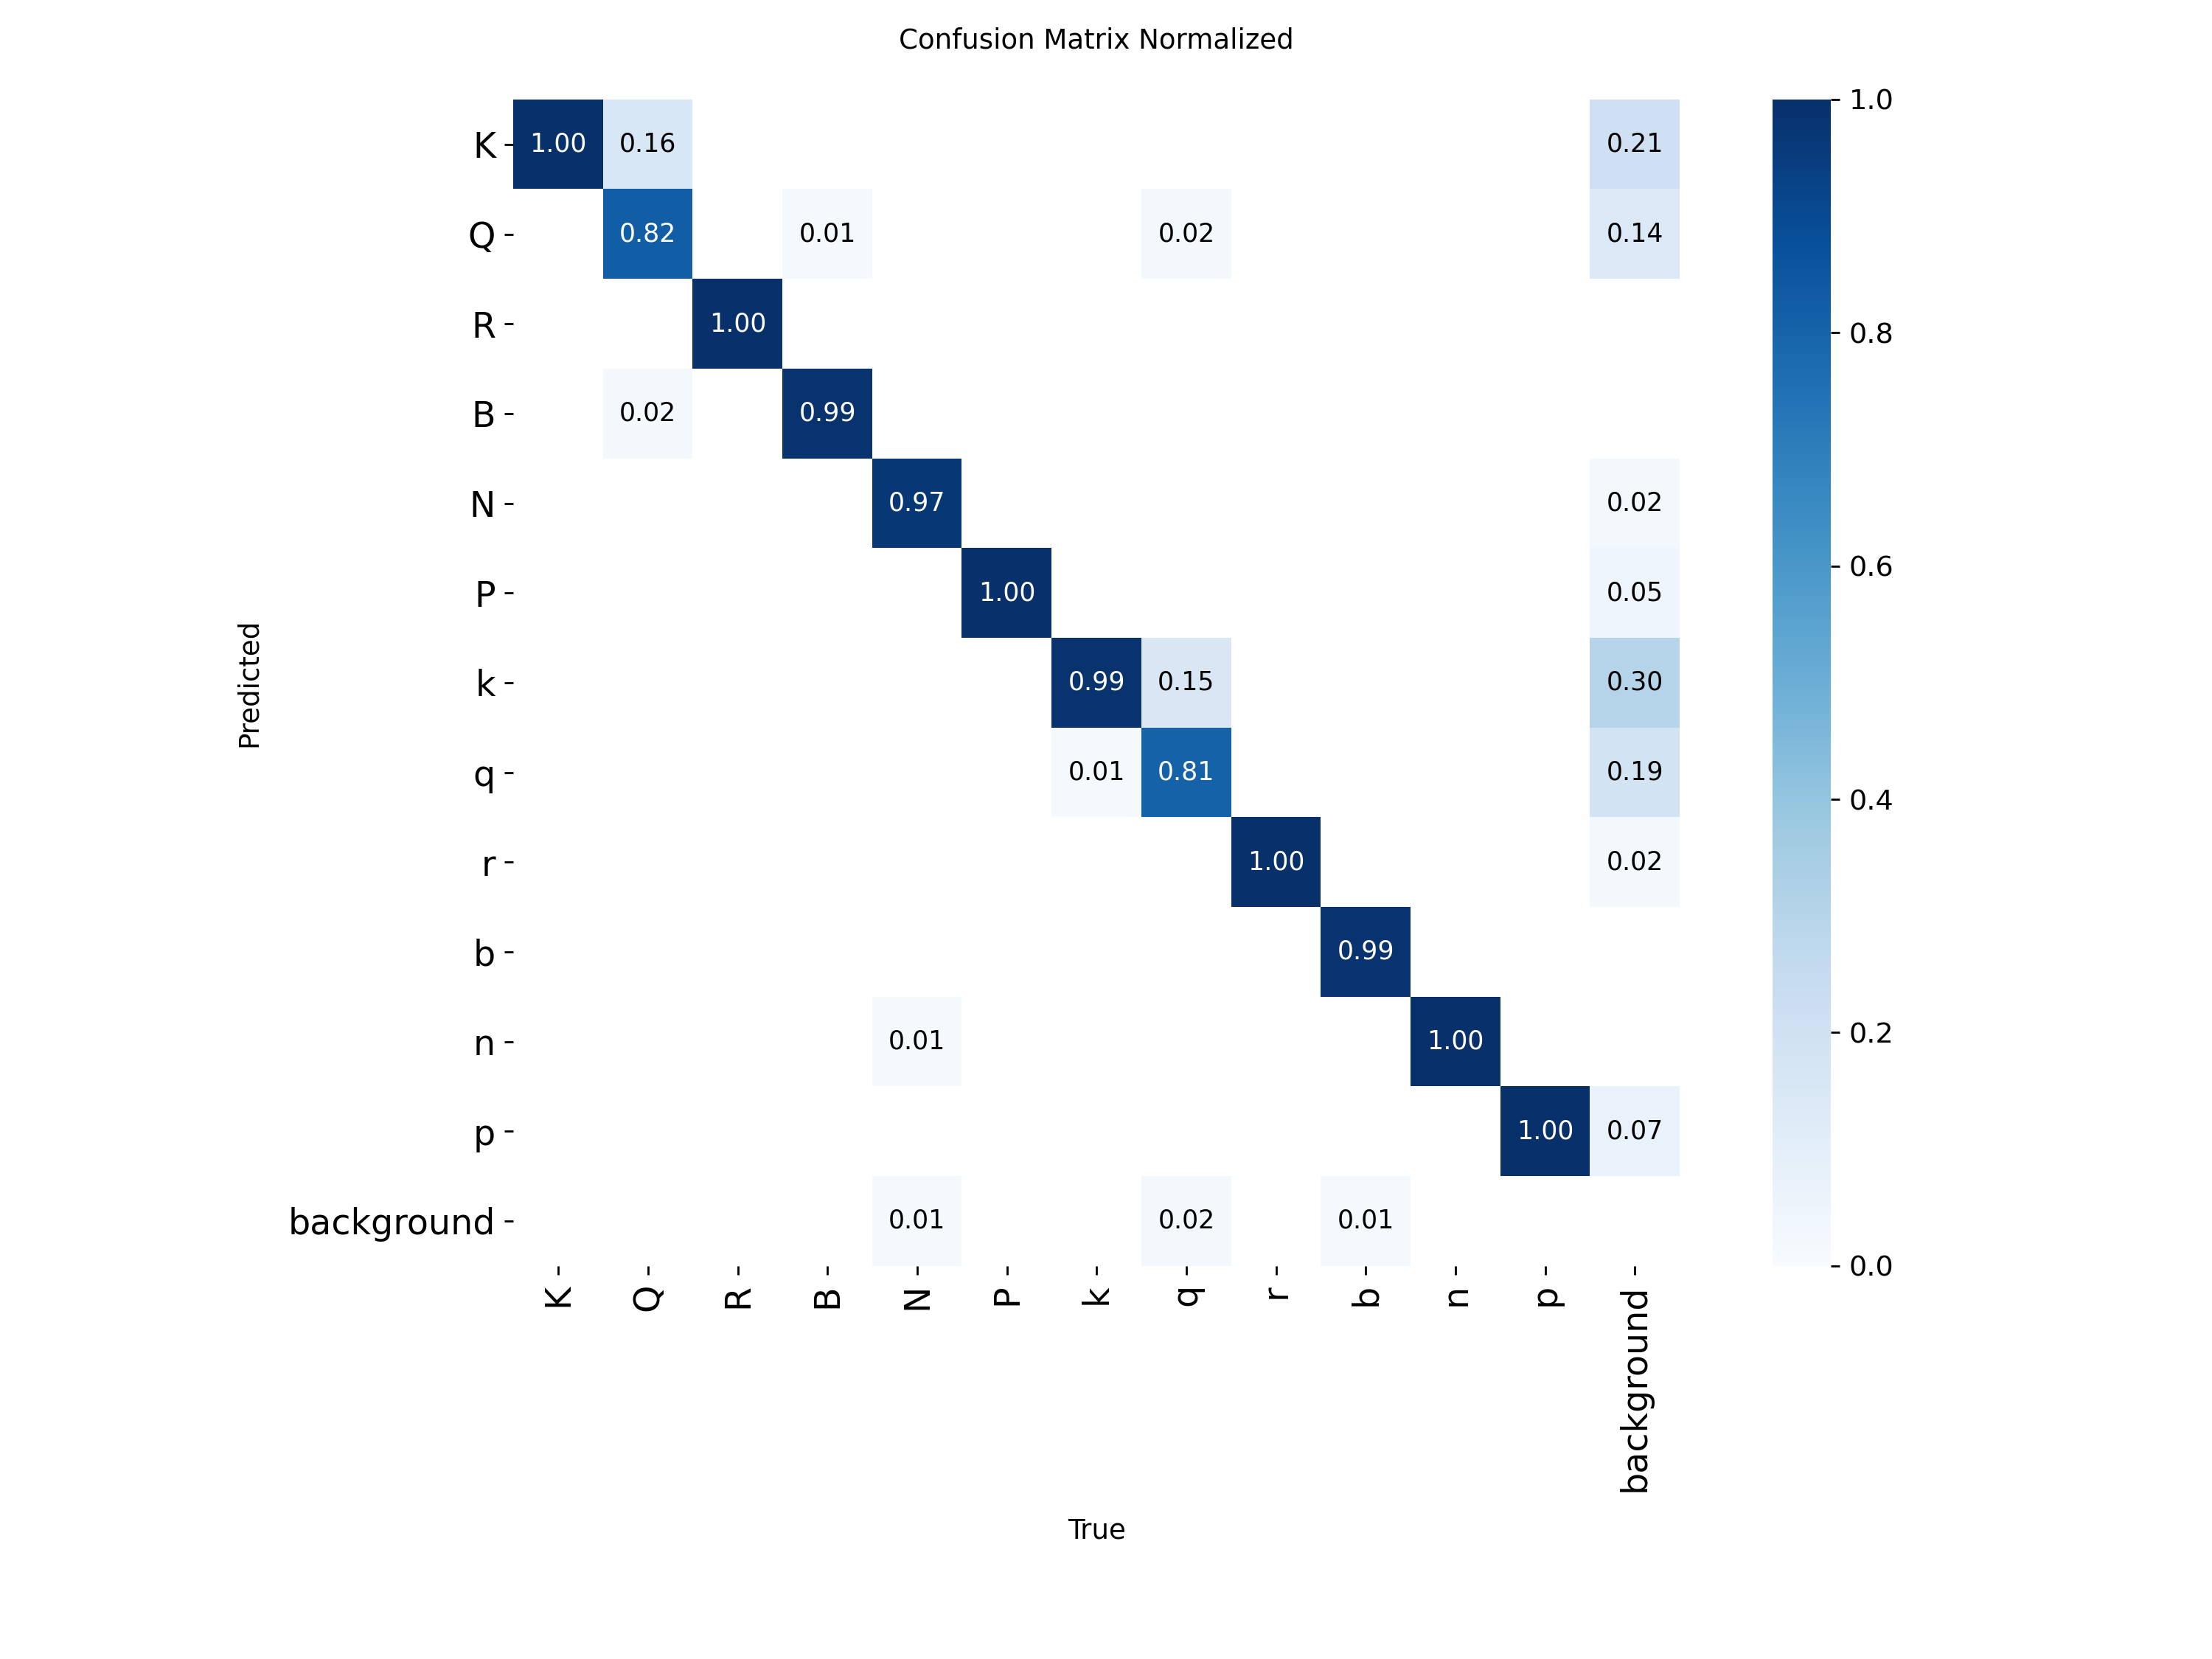 Confusion Matrix Normalized
K 1.00 0.16 0.21
Q 0.82 0.01 0.02 0.14
R 1.00
B 0.02 0.99
N 0.97 0.02
P 1.00 0.05
k 0.99 0.15 0.30
q 0.01 0.81 0.19
r 1.00 0.02
b 0.99
n 0.01 1.00
p 1.00 0.07
background 0.01 0.02 0.01
K Q R B N P k q r b n p background
Predicted
True
1.0
0.8
0.6
0.4
0.2
0.0